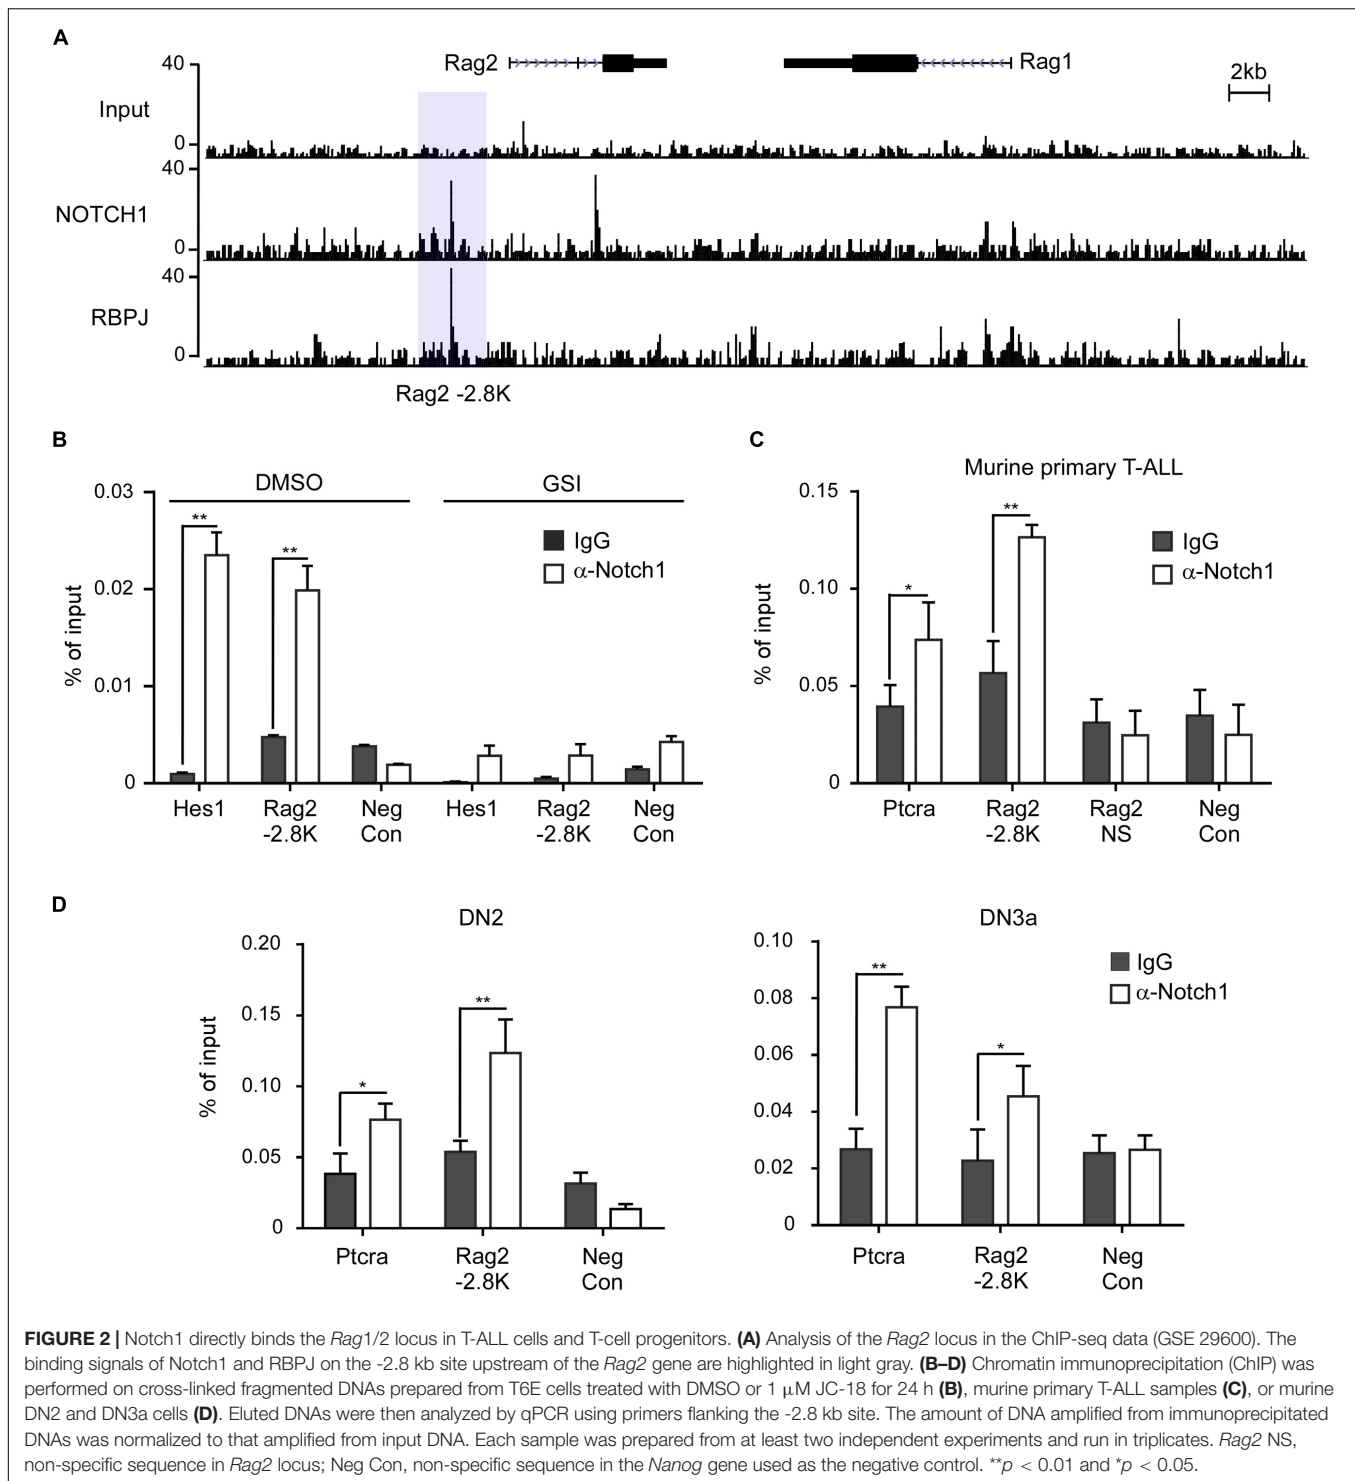 A
40
Rag2
Rag1
2kb
Input
0
40
NOTCH1
0
40
RBPJ
0
Rag2 -2.8K
B
DMSO
GSI
0.03
**
**
IgG
α-Notch1
0.02
% of input
0.01
0
Hes1
Rag2
-2.8K
Neg
Con
Hes1
Rag2
-2.8K
Neg
Con
C
Murine primary T-ALL
0.15
**
IgG
α-Notch1
0.10
*
% of input
0.05
0
Ptcra
Rag2
-2.8K
Rag2
NS
Neg
Con
D
DN2
0.20
0.15
**
% of input
0.10
*
0.05
0
Ptcra
Rag2
-2.8K
Neg
Con
DN3a
0.10
**
IgG
α-Notch1
0.08
0.06
*
0.04
0.02
0
Ptcra
Rag2
-2.8K
Neg
Con
FIGURE 2 | Notch1 directly binds the Rag1/2 locus in T-ALL cells and T-cell progenitors. (A) Analysis of the Rag2 locus in the ChIP-seq data (GSE 29600). The
binding signals of Notch1 and RBPJ on the -2.8 kb site upstream of the Rag2 gene are highlighted in light gray. (B–D) Chromatin immunoprecipitation (ChIP) was
performed on cross-linked fragmented DNAs prepared from T6E cells treated with DMSO or 1 μM JC-18 for 24 h (B), murine primary T-ALL samples (C), or murine
DN2 and DN3a cells (D). Eluted DNAs were then analyzed by qPCR using primers flanking the -2.8 kb site. The amount of DNA amplified from immunoprecipitated
DNAs was normalized to that amplified from input DNA. Each sample was prepared from at least two independent experiments and run in triplicates. Rag2 NS,
non-specific sequence in Rag2 locus; Neg Con, non-specific sequence in the Nanog gene used as the negative control. **p < 0.01 and *p < 0.05.